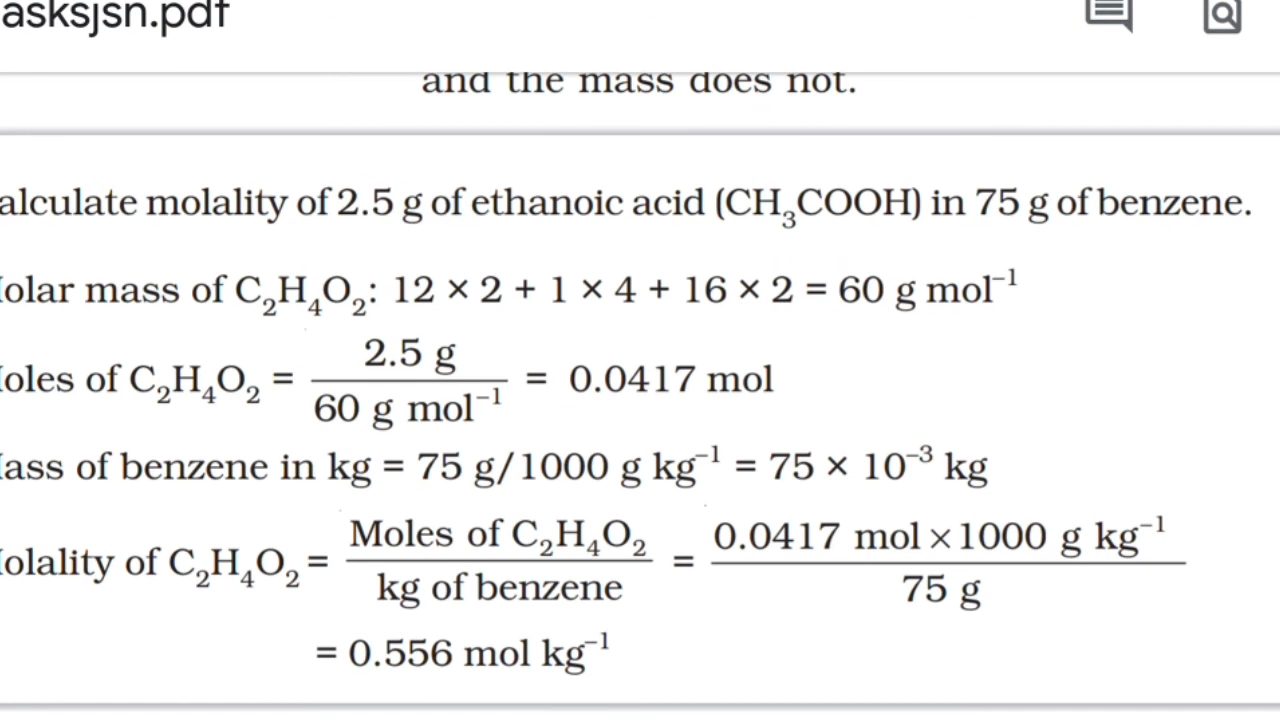 asksjsn.pdf
and the mass does not.
alculate molality of 2.5 g of ethanoic acid (CH₃COOH) in 75 g of benzene.
olar mass of C₂H₄O₂: 12 × 2 + 1 × 4 + 16 × 2 = 60 g mol⁻¹
oles of C₂H₄O₂ = 2.5 g / 60 g mol⁻¹ = 0.0417 mol
ass of benzene in kg = 75 g/1000 g kg⁻¹ = 75 × 10⁻³ kg
olality of C₂H₄O₂ = Moles of C₂H₄O₂ / kg of benzene = 0.0417 mol × 1000 g kg⁻¹ / 75 g
= 0.556 mol kg⁻¹